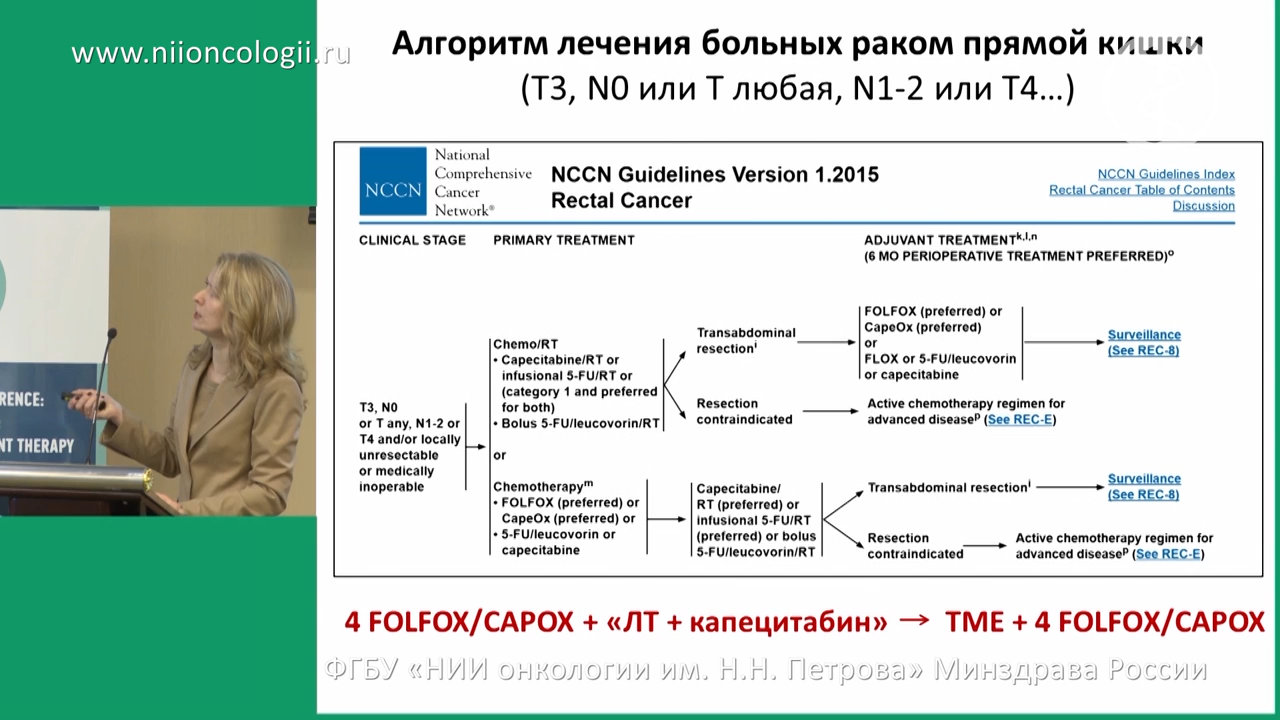 www.niioncologii.ru
Алгоритм лечения больных раком прямой кишки
(T3, N0 или T любая, N1-2 или T4...)
NCCN
National
Comprehensive
Cancer
Network®
NCCN Guidelines Version 1.2015
Rectal Cancer
NCCN Guidelines Index
Rectal Cancer Table of Contents
Discussion
CLINICAL STAGE
PRIMARY TREATMENT
ADJUVANT TREATMENTk,l,n
(6 MO PERIOPERATIVE TREATMENT PREFERRED)o
T3, N0
or T any, N1-2 or
T4 and/or locally
unresectable
or medically
inoperable
Chemo/RT
• Capecitabine/RT or
infusional 5-FU/RT or
(category 1 and preferred
for both)
• Bolus 5-FU/leucovorin/RT
or
Chemotherapym
• FOLFOX (preferred) or
CapeOx (preferred) or
• 5-FU/leucovorin or
capecitabine
Transabdominal
resectioni
FOLFOX (preferred) or
CapeOx (preferred)
or
FLOX or 5-FU/leucovorin
or capecitabine
Surveillance
(See REC-8)
Resection
contraindicated
Active chemotherapy regimen for
advanced diseasep (See REC-E)
Capecitabine/
RT (preferred) or
infusional 5-FU/RT
(preferred) or bolus
5-FU/leucovorin/RT
Transabdominal resectioni
Surveillance
(See REC-8)
Resection
contraindicated
Active chemotherapy regimen for
advanced diseasep (See REC-E)
4 FOLFOX/CAPOX + «ЛТ + капецитабин» → TME + 4 FOLFOX/CAPOX
ФГБУ «НИИ онкологии им. Н.Н. Петрова» Минздрава России
RENCE:
NT THERAPY